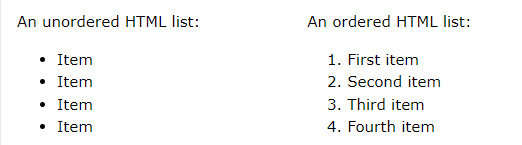 An unordered HTML list:
• Item
• Item
• Item
• Item
An ordered HTML list:
1. First item
2. Second item
3. Third item
4. Fourth item